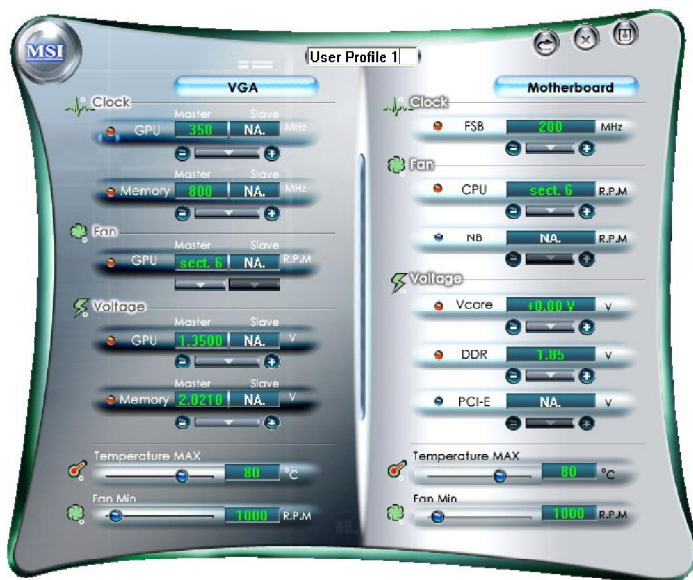 MSI
User Profile 1
VGA
Clock
Master Slave
GPU 350 NA. MHz
Master Slave
Memory 800 NA. MHz
Fan
Master Slave
GPU sect. 6 NA. R.P.M
Voltage
Master Slave
GPU 1.3500 NA. V
Master Slave
Memory 2.0210 NA. V
Temperature MAX
80 °C
Fan Min
1000 R.P.M
Motherboard
Clock
FSB 200 MHz
Fan
CPU sect. 6 R.P.M
NB NA. R.P.M
Voltage
Vcore +0.00 V V
DDR 1.85 V
PCI-E NA. V
Temperature MAX
80 °C
Fan Min
1000 R.P.M